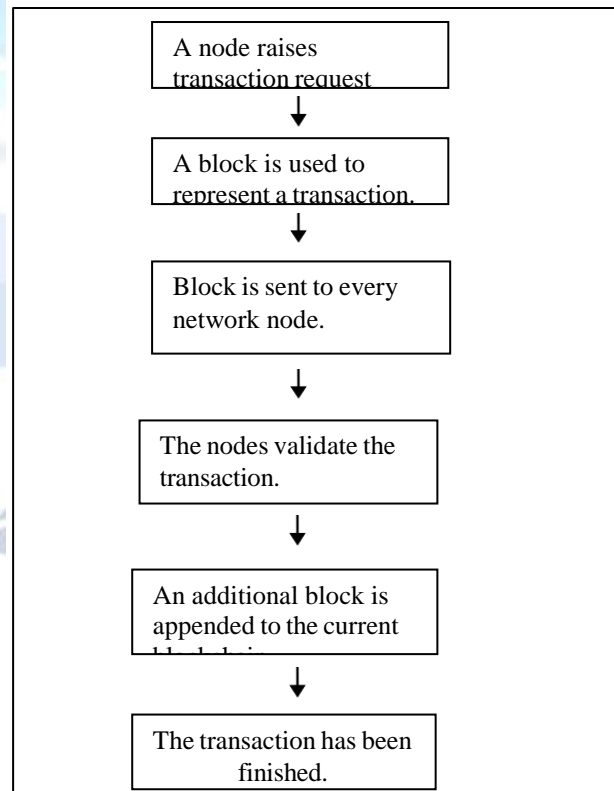 A node raises
transaction request
A block is used to
represent a transaction.
Block is sent to every
network node.
The nodes validate the
transaction.
An additional block is
appended to the current
blockchain
The transaction has been
finished.